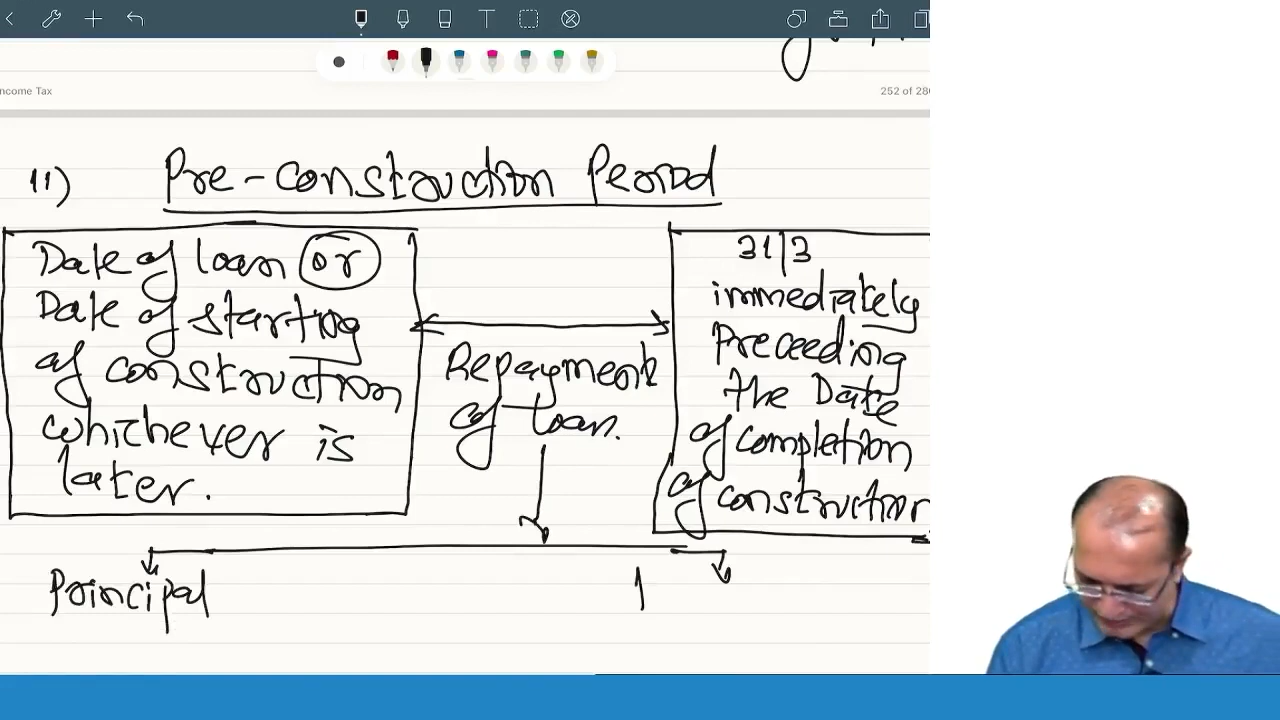 ncome Tax
252 of 28
11) Pre-construction Period
Date of loan or
Date of starting
of construction
whichever is
later.
Repayment
of loan.
31/3
immediately
Preceeding
the Date
of completion
of construction
Principal